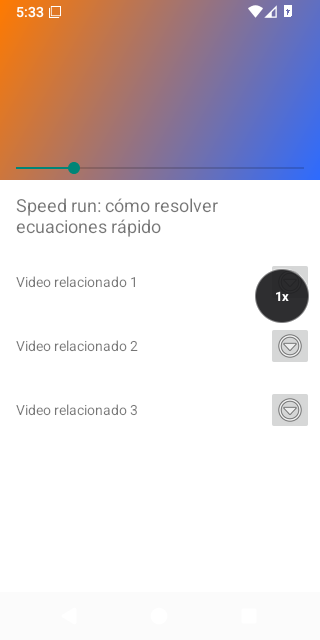 5:33
Speed run: cómo resolver
ecuaciones rápido
Video relacionado 1
1x
Video relacionado 2
Video relacionado 3